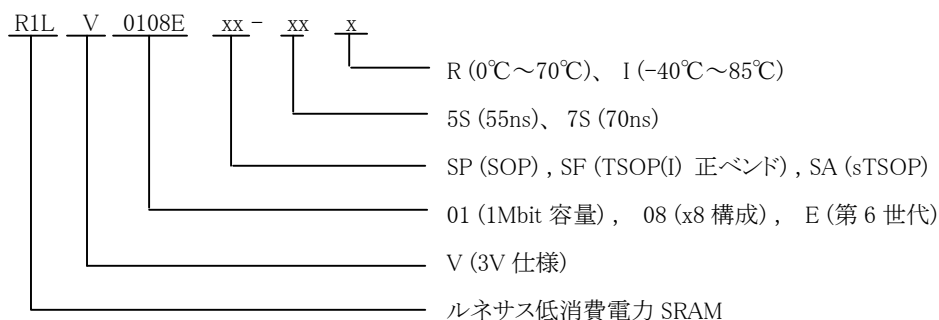 R1L V 0108E xx - xx x
R (0℃～70℃)、 I (-40℃～85℃)
5S (55ns)、 7S (70ns)
SP (SOP) , SF (TSOP(I) 正ベンド) , SA (sTSOP)
01 (1Mbit 容量) , 08 (x8 構成) , E (第 6 世代)
V (3V 仕様)
ルネサス低消費電力 SRAM